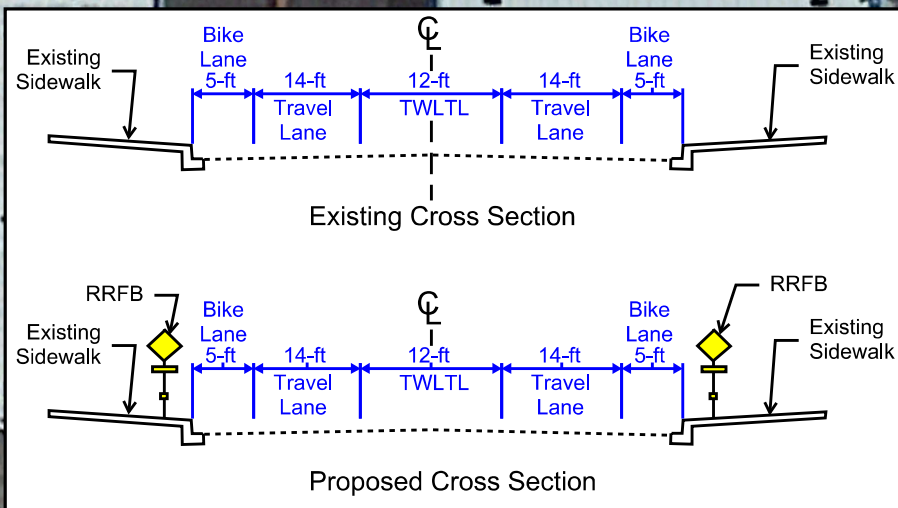 Existing
Sidewalk
Bike
Lane
5-ft
14-ft
Travel
Lane
℄
12-ft
TWLTL
14-ft
Travel
Lane
Bike
Lane
5-ft
Existing
Sidewalk
Existing Cross Section
RRFB
Existing
Sidewalk
Bike
Lane
5-ft
14-ft
Travel
Lane
℄
12-ft
TWLTL
14-ft
Travel
Lane
Bike
Lane
5-ft
RRFB
Existing
Sidewalk
Proposed Cross Section